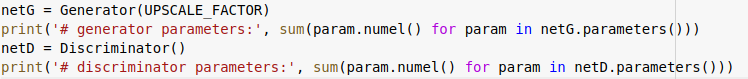 netG = Generator(UPSCALE_FACTOR)
print('# generator parameters:', sum(param.numel() for param in netG.parameters()))
netD = Discriminator()
print('# discriminator parameters:', sum(param.numel() for param in netD.parameters()))